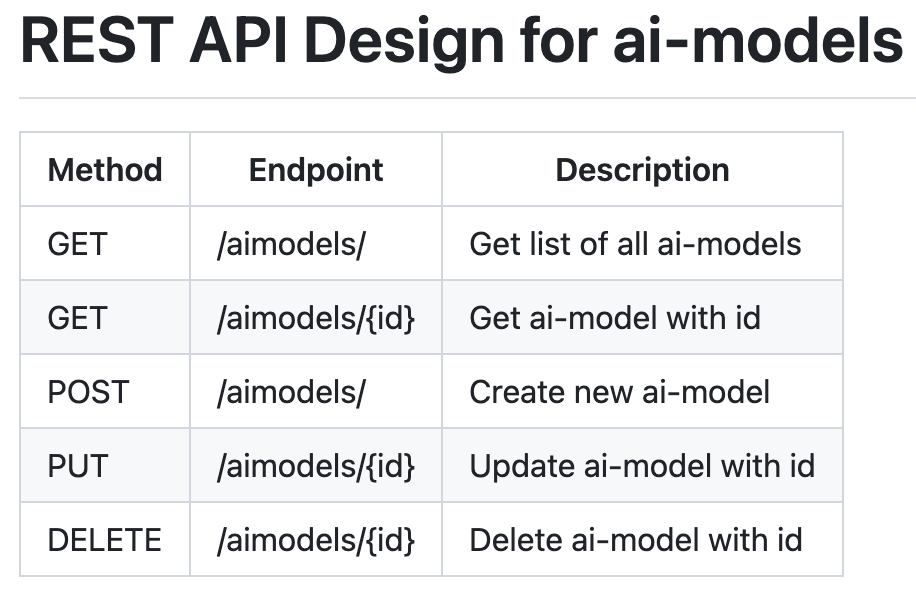 REST API Design for ai-models
Method Endpoint Description
GET /aimodels/ Get list of all ai-models
GET /aimodels/{id} Get ai-model with id
POST /aimodels/ Create new ai-model
PUT /aimodels/{id} Update ai-model with id
DELETE /aimodels/{id} Delete ai-model with id